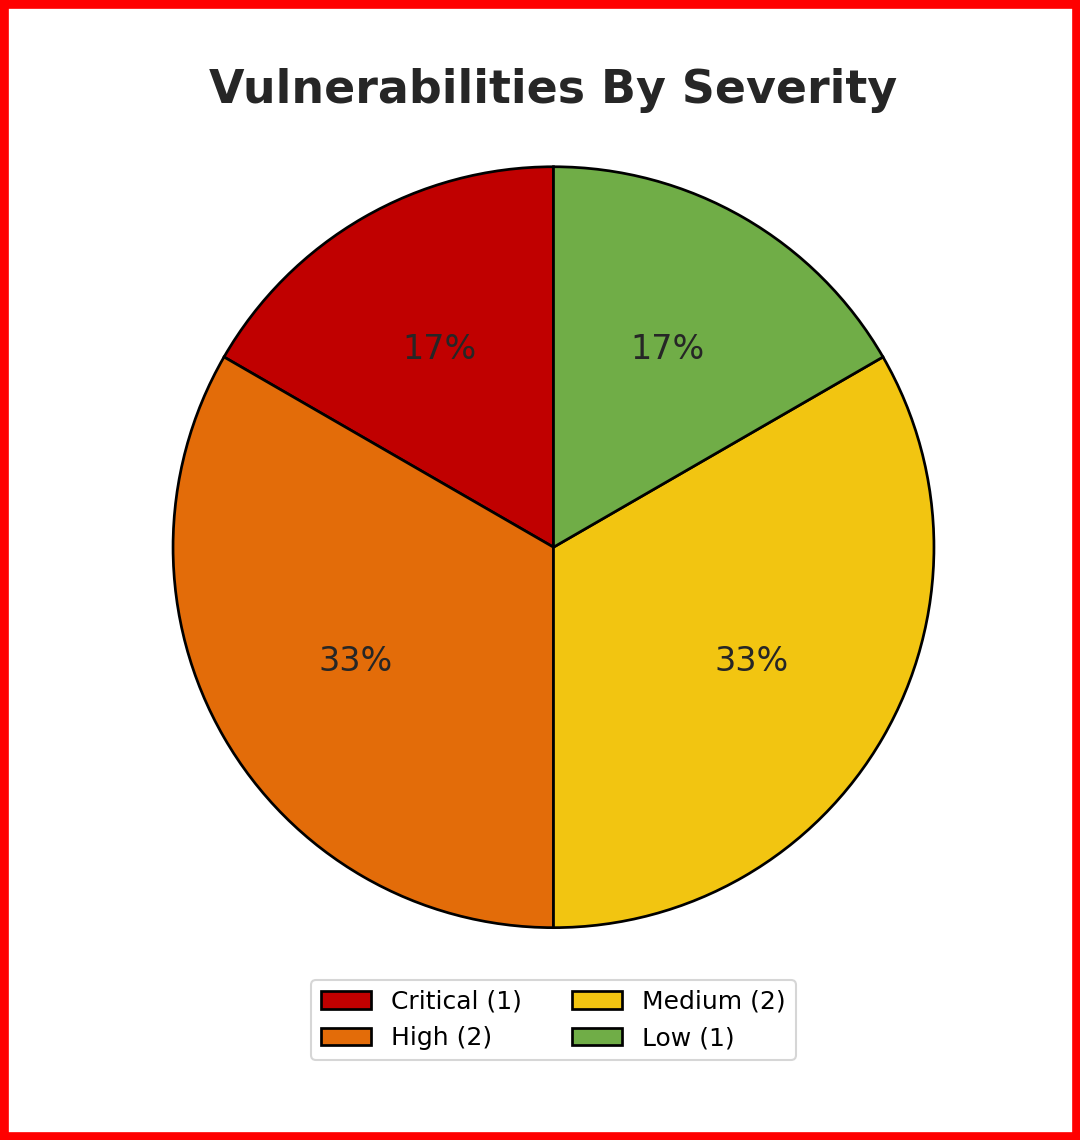 Vulnerabilities By Severity
17%
17%
33%
33%
Critical (1)
High (2)
Medium (2)
Low (1)